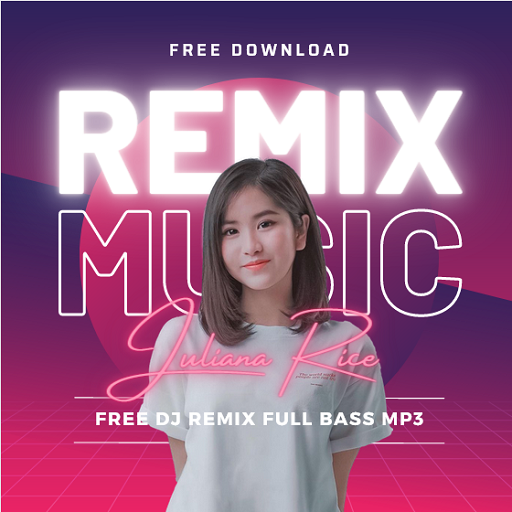 FREE DOWNLOAD
REMIX
MUSIC
Juliana Rice
FREE DJ REMIX FULL BASS MP3